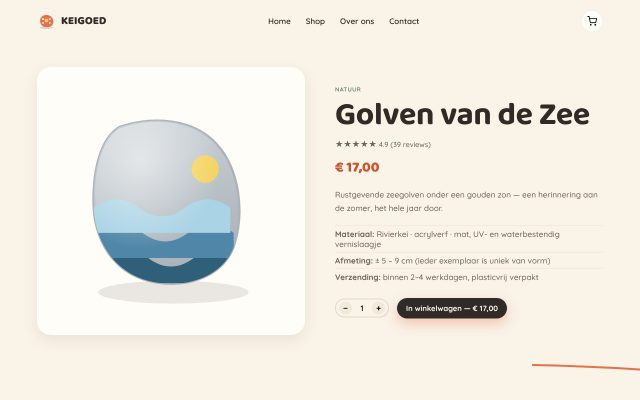 KEIGOED
Home Shop Over ons Contact
NATUUR
Golven van de Zee
★★★★★ 4.9 (39 reviews)
€ 17,00
Rustgevende zeegolven onder een gouden zon — een herinnering aan
de zomer, het hele jaar door.
Materiaal: Rivierkei · acrylverf · mat, UV- en waterbestendig
vernislaagje
Afmeting: ± 5 – 9 cm (ieder exemplaar is uniek van vorm)
Verzending: binnen 2–4 werkdagen, plasticvrij verpakt
− 1 + In winkelwagen — € 17,00